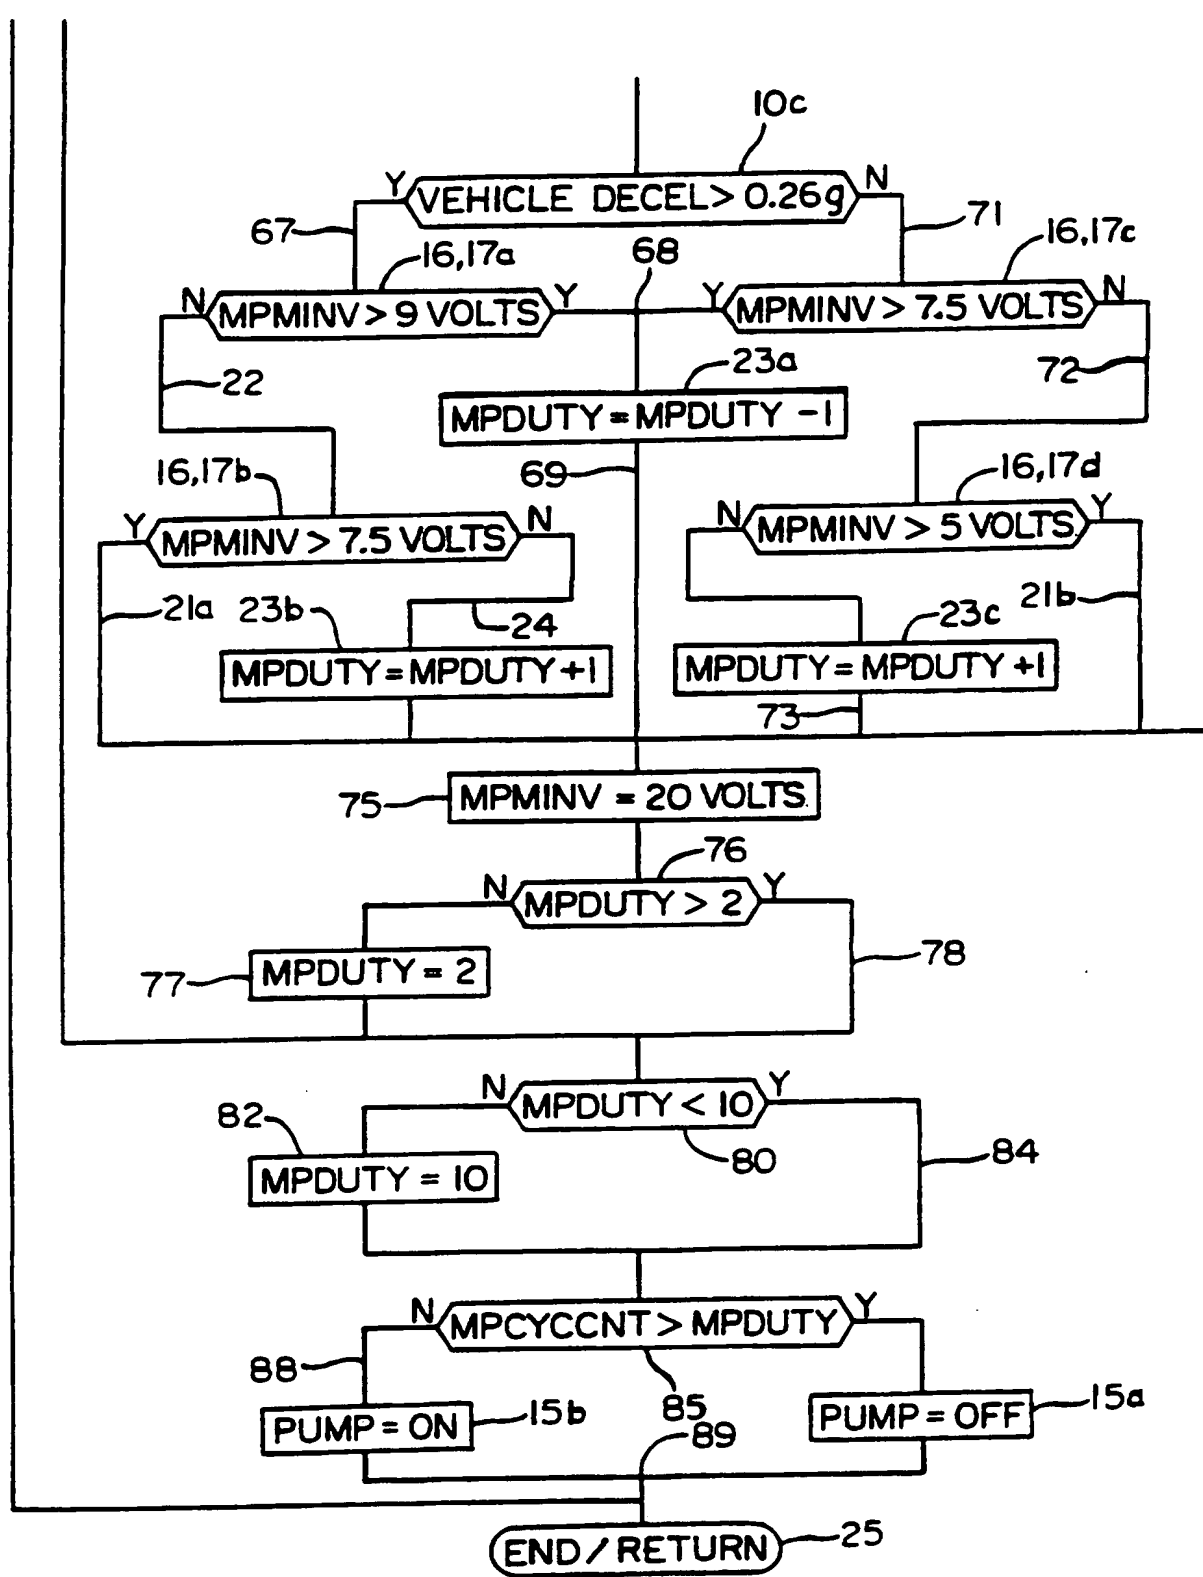 10c
Y VEHICLE DECEL > 0.26g N
67
71
16,17a
68
16,17c
N MPMINV > 9 VOLTS Y
Y MPMINV > 7.5 VOLTS N
22
23a
72
MPDUTY = MPDUTY - 1
16,17b
69
16,17d
Y MPMINV > 7.5 VOLTS N
N MPMINV > 5 VOLTS Y
21a
23b
24
23c
21b
MPDUTY = MPDUTY + 1
MPDUTY = MPDUTY + 1
73
75
MPMINV = 20 VOLTS
76
N MPDUTY > 2 Y
77
MPDUTY = 2
78
N MPDUTY < 10 Y
82
80
84
MPDUTY = 10
N MPCYCCNT > MPDUTY Y
88
85
15a
PUMP = ON
15b
PUMP = OFF
89
END / RETURN
25